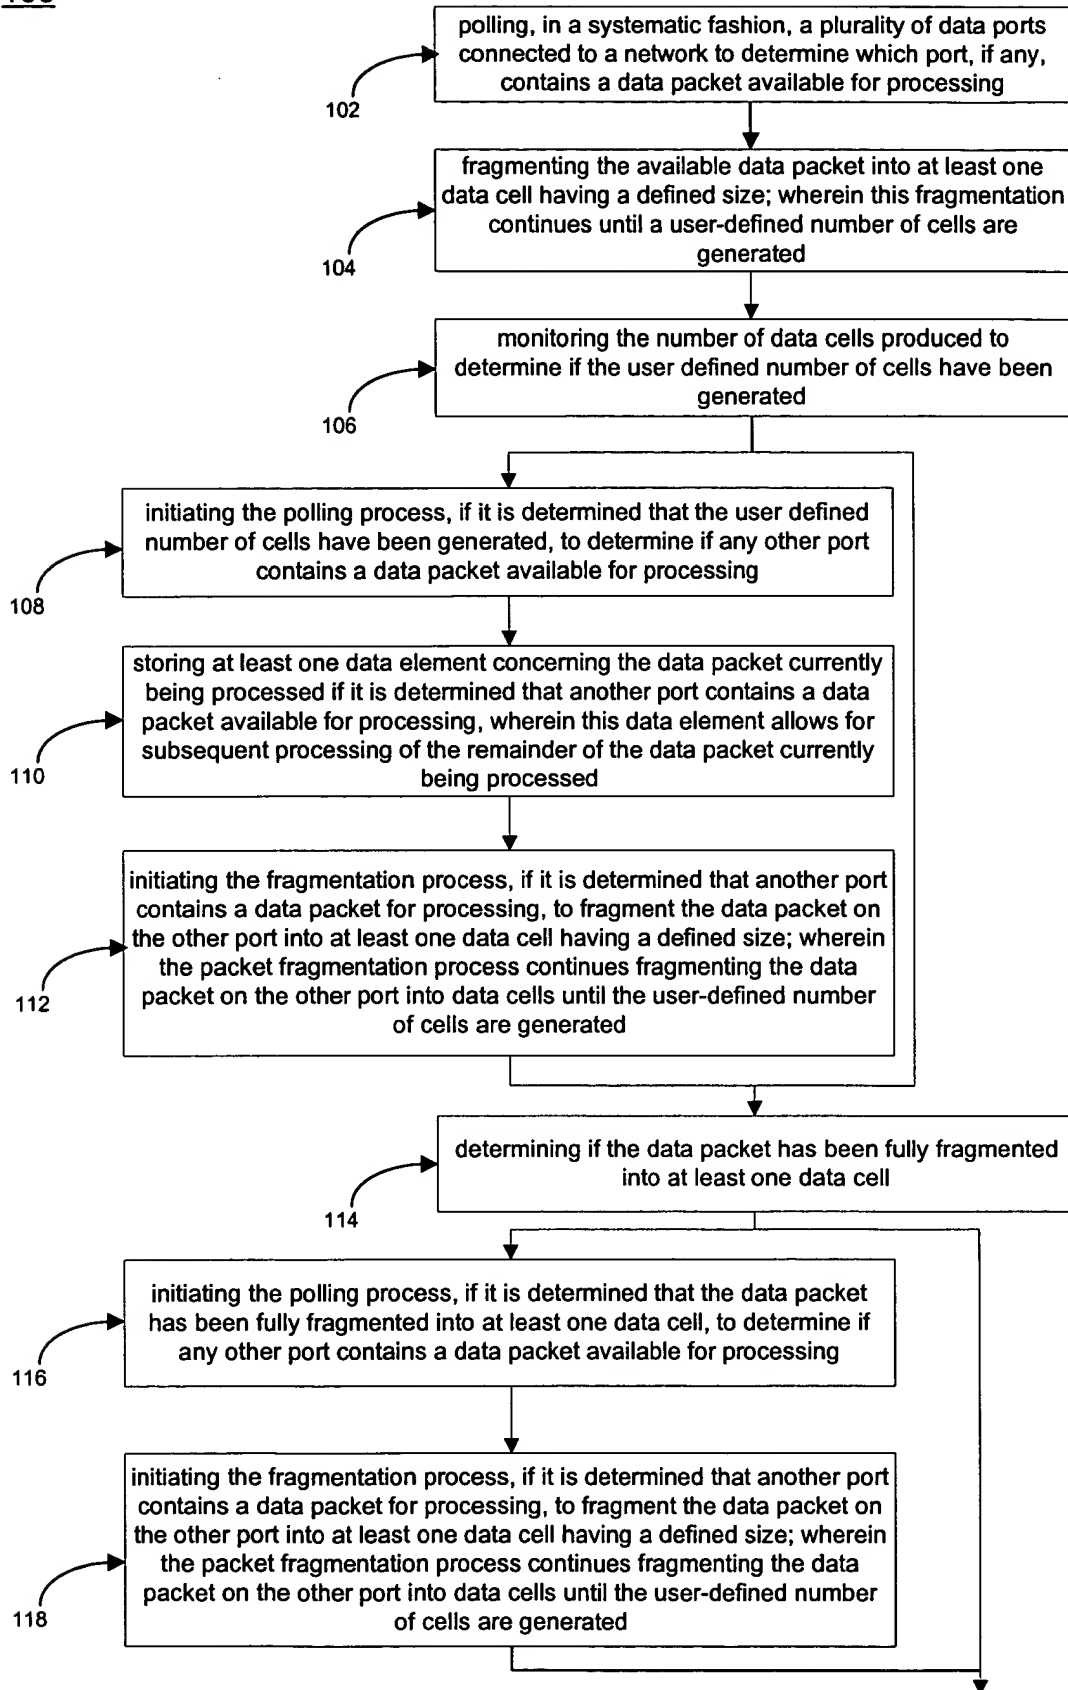 polling, in a systematic fashion, a plurality of data ports
connected to a network to determine which port, if any,
contains a data packet available for processing
102
fragmenting the available data packet into at least one
data cell having a defined size; wherein this fragmentation
continues until a user-defined number of cells are
generated
104
monitoring the number of data cells produced to
determine if the user defined number of cells have been
generated
106
initiating the polling process, if it is determined that the user defined
number of cells have been generated, to determine if any other port
contains a data packet available for processing
108
storing at least one data element concerning the data packet currently
being processed if it is determined that another port contains a data
packet available for processing, wherein this data element allows for
subsequent processing of the remainder of the data packet currently
being processed
110
initiating the fragmentation process, if it is determined that another port
contains a data packet for processing, to fragment the data packet on
the other port into at least one data cell having a defined size; wherein
the packet fragmentation process continues fragmenting the data
packet on the other port into data cells until the user-defined number
of cells are generated
112
determining if the data packet has been fully fragmented
into at least one data cell
114
initiating the polling process, if it is determined that the data packet
has been fully fragmented into at least one data cell, to determine if
any other port contains a data packet available for processing
116
initiating the fragmentation process, if it is determined that another port
contains a data packet for processing, to fragment the data packet on
the other port into at least one data cell having a defined size; wherein
the packet fragmentation process continues fragmenting the data
packet on the other port into data cells until the user-defined number
of cells are generated
118